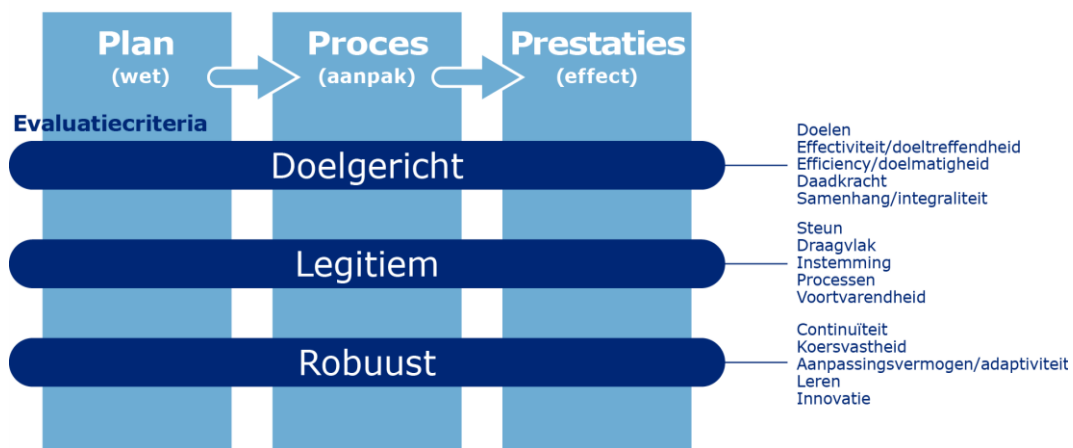 Plan
(wet)
Proces
(aanpak)
Prestaties
(effect)
Evaluatiecriteria
Doelgericht
Doelen
Effectiviteit/doeltreffendheid
Efficiency/doelmatigheid
Daadkracht
Samenhang/integraliteit
Legitiem
Steun
Draagvlak
Instemming
Processen
Voortvarendheid
Robuust
Continuïteit
Koersvastheid
Aanpassingsvermogen/adaptiviteit
Leren
Innovatie